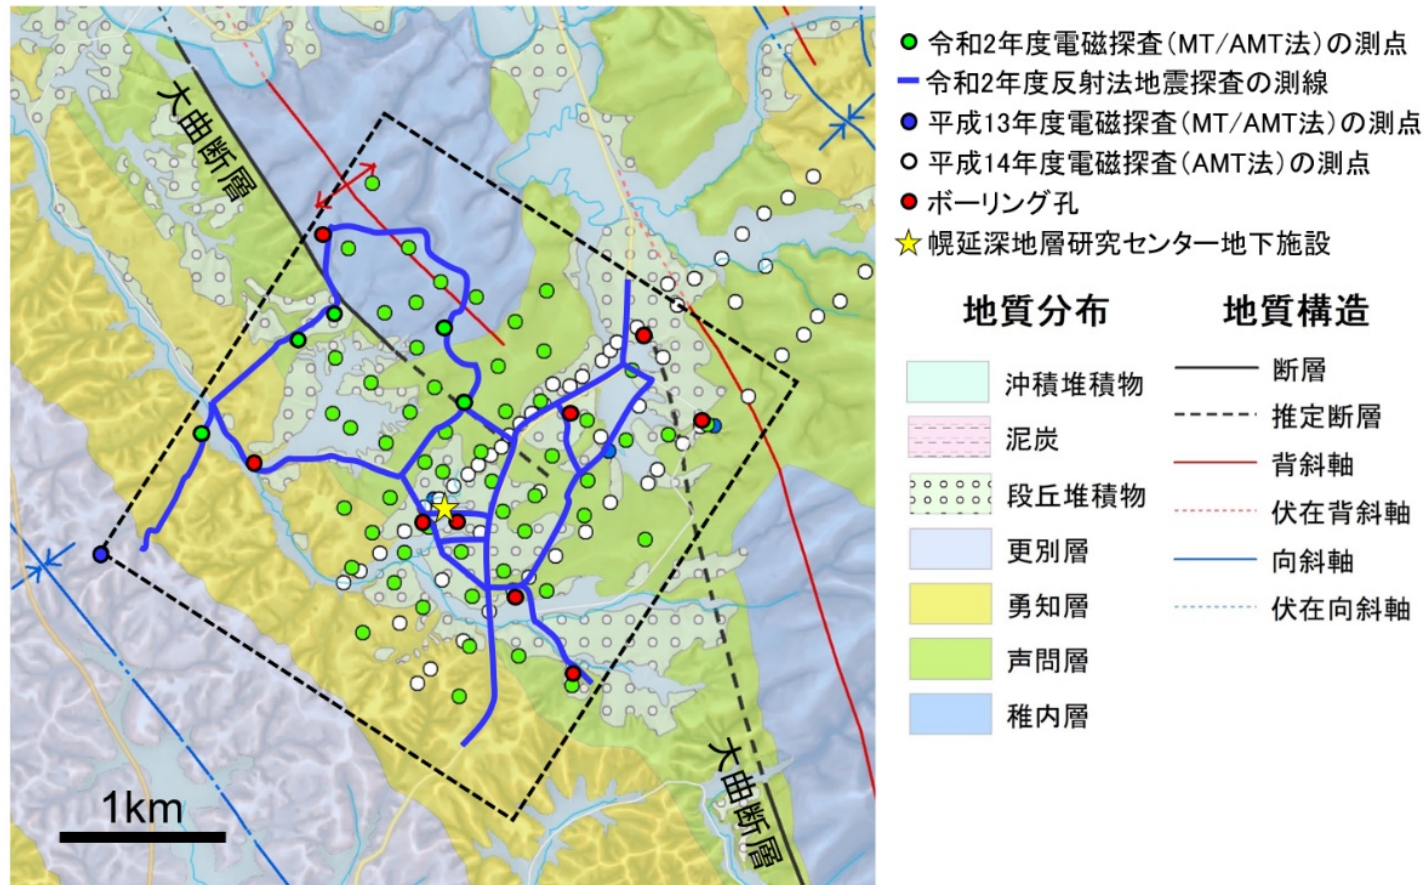 大曲断層
大曲断層
1km
令和2年度電磁探査（MT/AMT法）の測点
令和2年度反射法地震探査の測線
平成13年度電磁探査（MT/AMT法）の測点
平成14年度電磁探査（AMT法）の測点
ボーリング孔
幌延深地層研究センター地下施設
地質分布
沖積堆積物
泥炭
段丘堆積物
更別層
勇知層
声問層
稚内層
地質構造
断層
推定断層
背斜軸
伏在背斜軸
向斜軸
伏在向斜軸